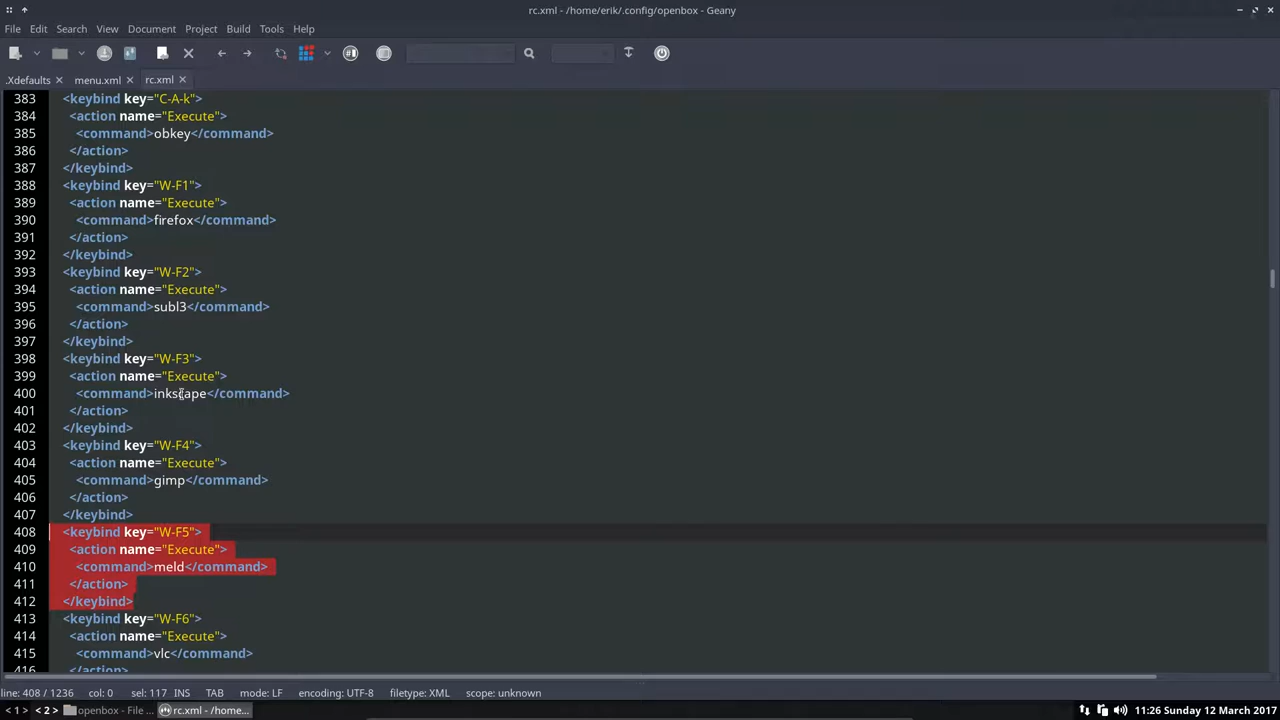 rc.xml - /home/erik/.config/openbox - Geany
File Edit Search View Document Project Build Tools Help
.Xdefaults menu.xml rc.xml
383 <keybind key="C-A-k">
384 <action name="Execute">
385 <command>obkey</command>
386 </action>
387 </keybind>
388 <keybind key="W-F1">
389 <action name="Execute">
390 <command>firefox</command>
391 </action>
392 </keybind>
393 <keybind key="W-F2">
394 <action name="Execute">
395 <command>subl3</command>
396 </action>
397 </keybind>
398 <keybind key="W-F3">
399 <action name="Execute">
400 <command>inkscape</command>
401 </action>
402 </keybind>
403 <keybind key="W-F4">
404 <action name="Execute">
405 <command>gimp</command>
406 </action>
407 </keybind>
408 <keybind key="W-F5">
409 <action name="Execute">
410 <command>meld</command>
411 </action>
412 </keybind>
413 <keybind key="W-F6">
414 <action name="Execute">
415 <command>vlc</command>
416 </action>
line: 408 / 1236 col: 0 sel: 117 INS TAB mode: LF encoding: UTF-8 filetype: XML scope: unknown
< 1 > < 2 > openbox - File ... rc.xml - /home... 11:26 Sunday 12 March 2017